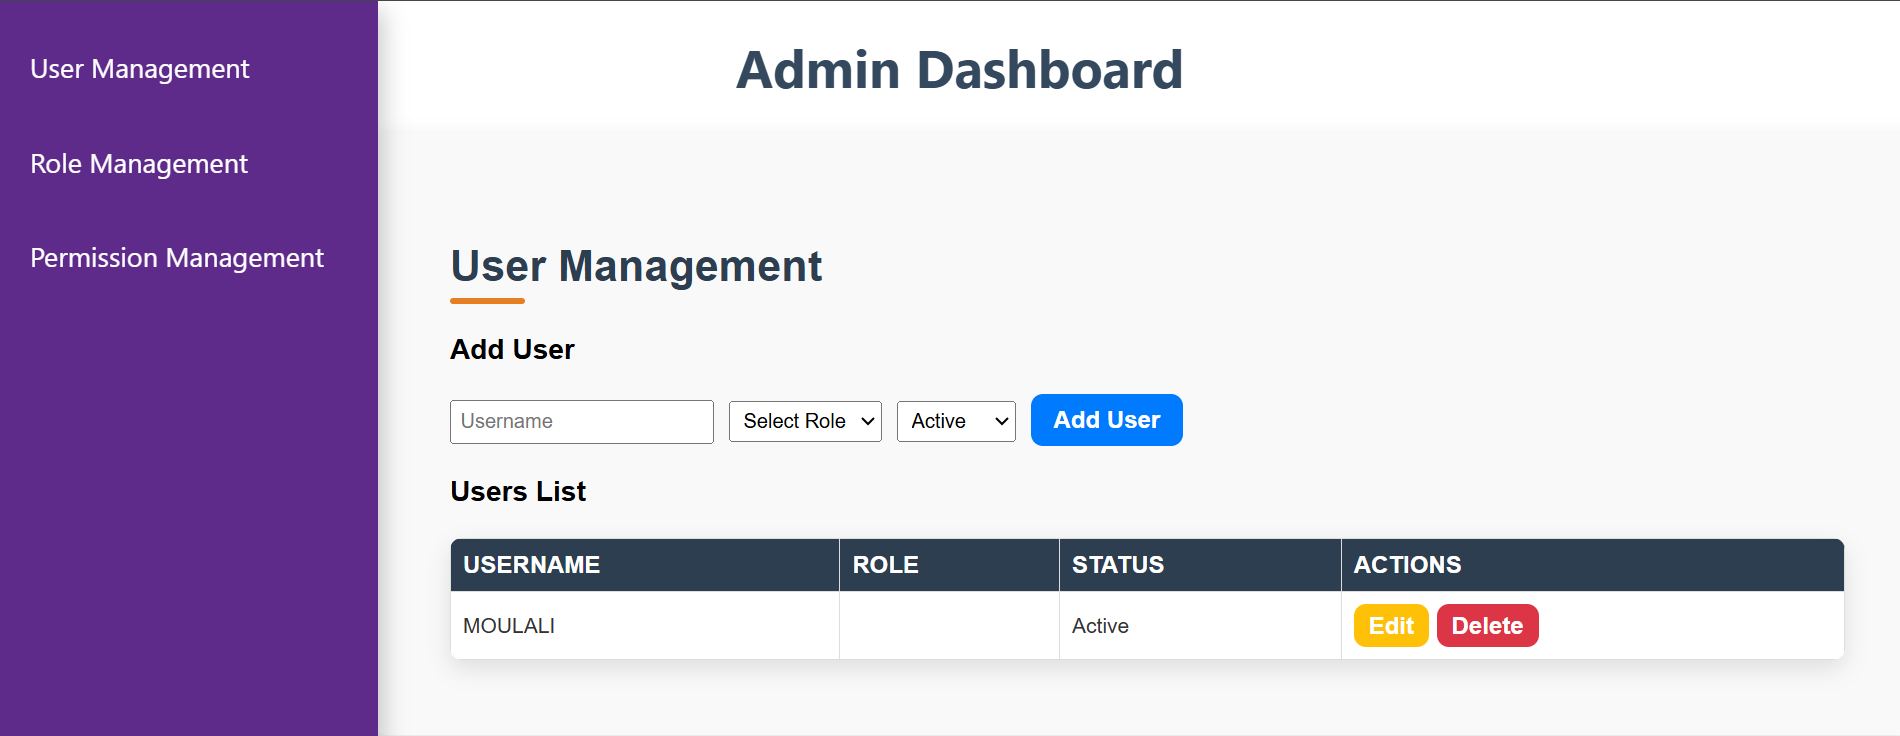 Admin Dashboard
User Management
Role Management
Permission Management
User Management
Add User
Username Select Role Active Add User
Users List
USERNAME ROLE STATUS ACTIONS
MOULALI Active Edit Delete